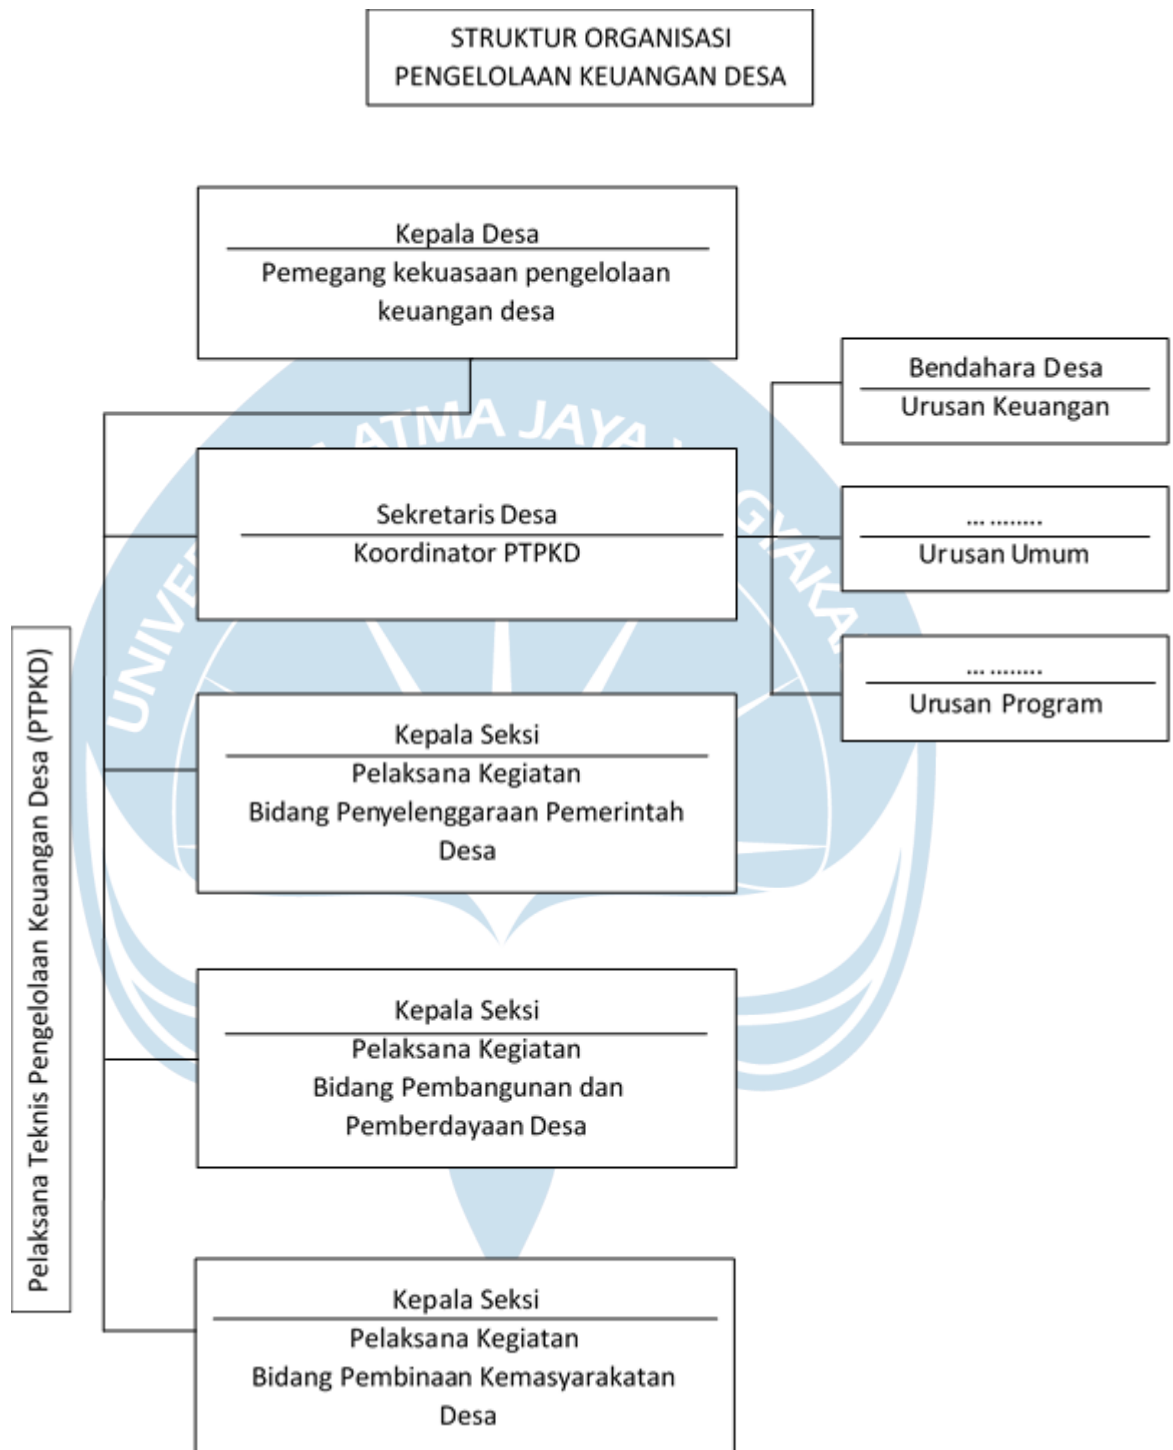 STRUKTUR ORGANISASI
PENGELOLAAN KEUANGAN DESA
Kepala Desa
Pemegang kekuasaan pengelolaan
keuangan desa
Bendahara Desa
Urusan Keuangan
Sekretaris Desa
Koordinator PTPKD
... ........
Urusan Umum
... ........
Urusan Program
Kepala Seksi
Pelaksana Kegiatan
Bidang Penyelenggaraan Pemerintah
Desa
Kepala Seksi
Pelaksana Kegiatan
Bidang Pembangunan dan
Pemberdayaan Desa
Kepala Seksi
Pelaksana Kegiatan
Bidang Pembinaan Kemasyarakatan
Desa
Pelaksana Teknis Pengelolaan Keuangan Desa (PTPKD)
ATMA JAYA